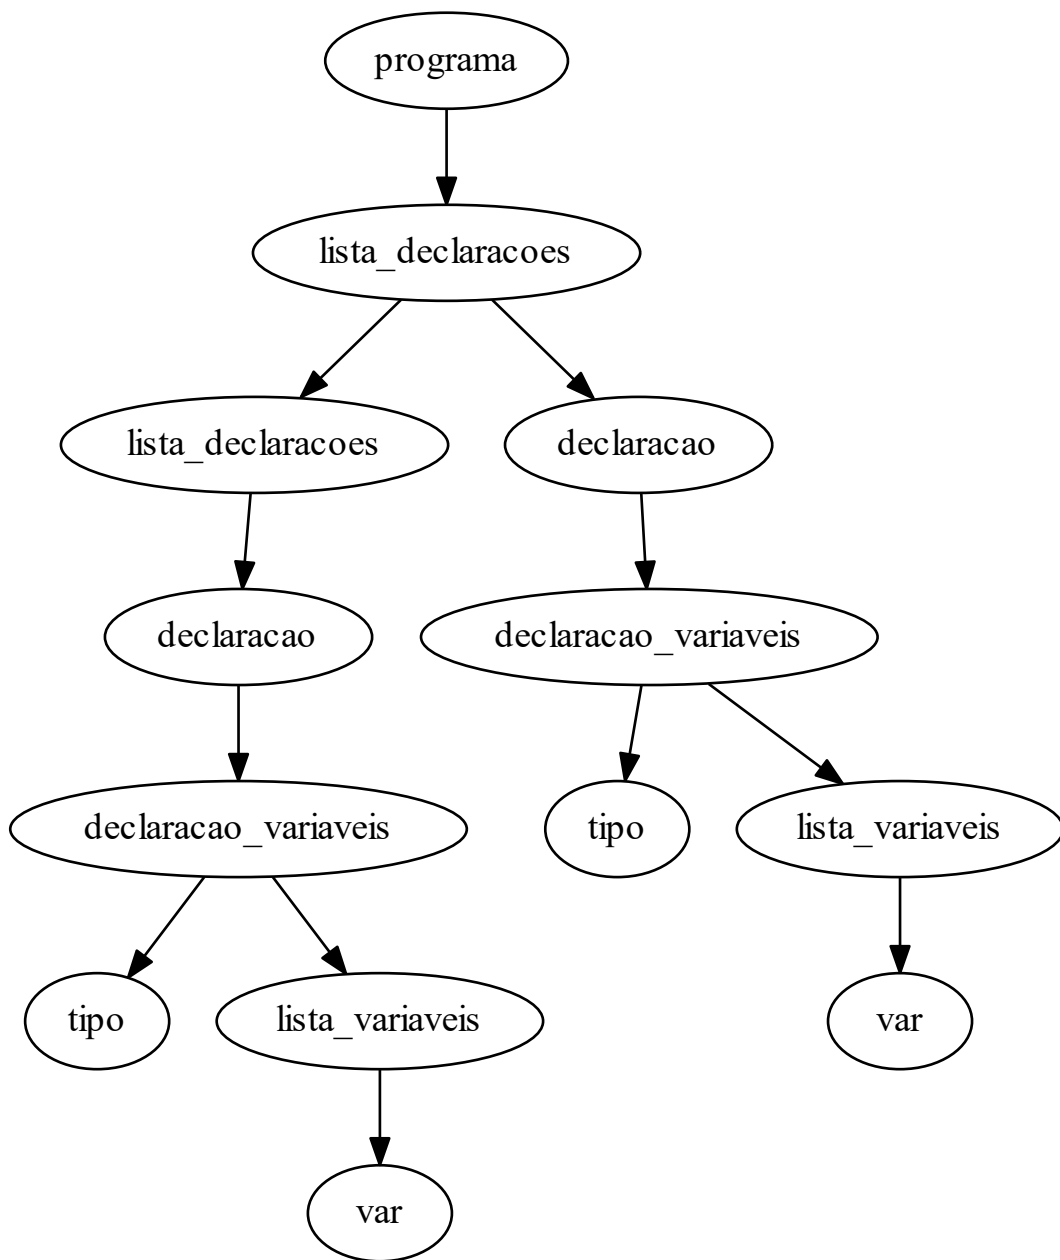 programa
lista_declaracoes
lista_declaracoes
declaracao
declaracao
declaracao_variaveis
declaracao_variaveis
tipo
lista_variaveis
tipo
lista_variaveis
var
var